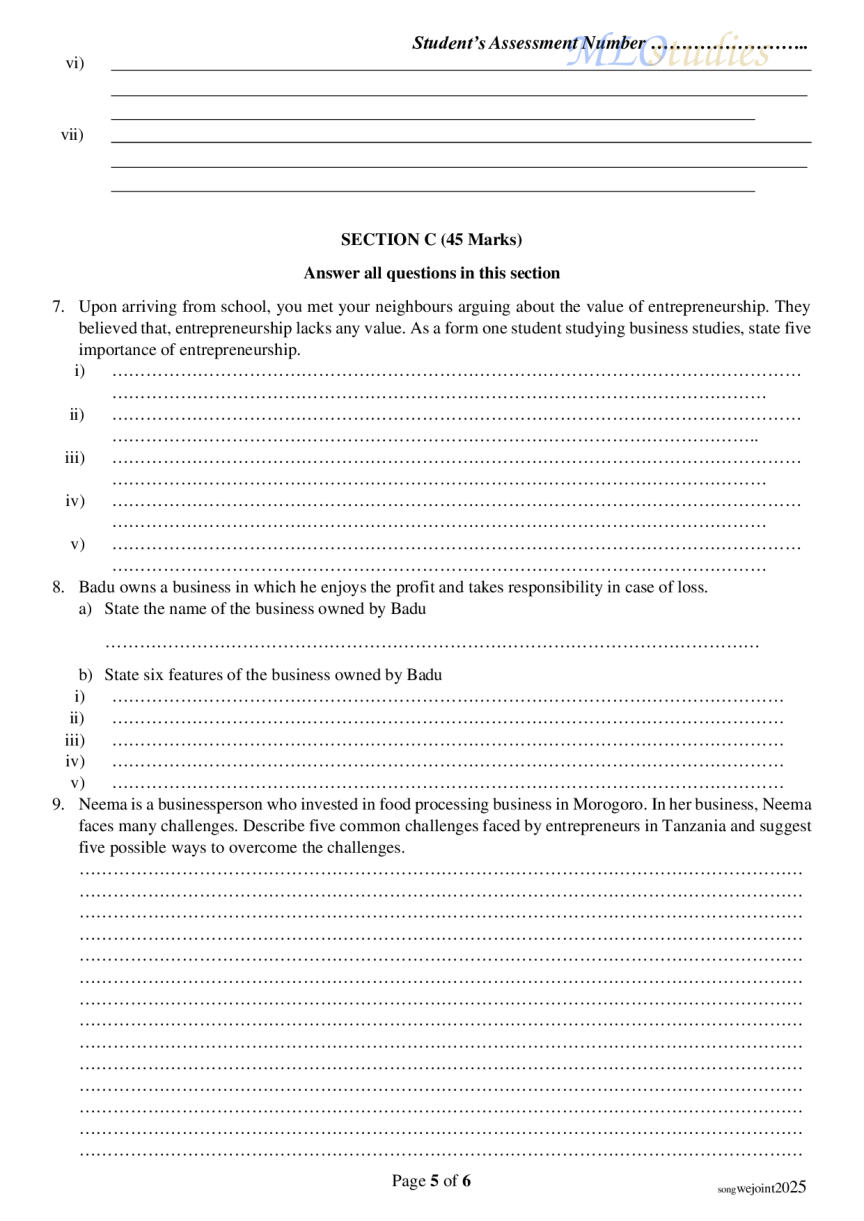 Student's Assessment Number ……………………..
MLOstudies
vi)
vii)
SECTION C (45 Marks)
Answer all questions in this section
7. Upon arriving from school, you met your neighbours arguing about the value of entrepreneurship. They
believed that, entrepreneurship lacks any value. As a form one student studying business studies, state five
importance of entrepreneurship.
i) ……………………………………………………………………………………………………………
……………………………………………………………………………………………………
ii) ……………………………………………………………………………………………………………
…………………………………………………………………………………………………..
iii) ……………………………………………………………………………………………………………
……………………………………………………………………………………………………
iv) ……………………………………………………………………………………………………………
……………………………………………………………………………………………………
v) ……………………………………………………………………………………………………………
……………………………………………………………………………………………………
8. Badu owns a business in which he enjoys the profit and takes responsibility in case of loss.
a) State the name of the business owned by Badu
……………………………………………………………………………………………………
b) State six features of the business owned by Badu
i) ………………………………………………………………………………………………………
ii) ………………………………………………………………………………………………………
iii) ………………………………………………………………………………………………………
iv) ………………………………………………………………………………………………………
v) ………………………………………………………………………………………………………
9. Neema is a businessperson who invested in food processing business in Morogoro. In her business, Neema
faces many challenges. Describe five common challenges faced by entrepreneurs in Tanzania and suggest
five possible ways to overcome the challenges.
………………………………………………………………………………………………………………
………………………………………………………………………………………………………………
………………………………………………………………………………………………………………
………………………………………………………………………………………………………………
………………………………………………………………………………………………………………
………………………………………………………………………………………………………………
………………………………………………………………………………………………………………
………………………………………………………………………………………………………………
………………………………………………………………………………………………………………
………………………………………………………………………………………………………………
………………………………………………………………………………………………………………
………………………………………………………………………………………………………………
………………………………………………………………………………………………………………
………………………………………………………………………………………………………………
Page 5 of 6
songwejoint2025